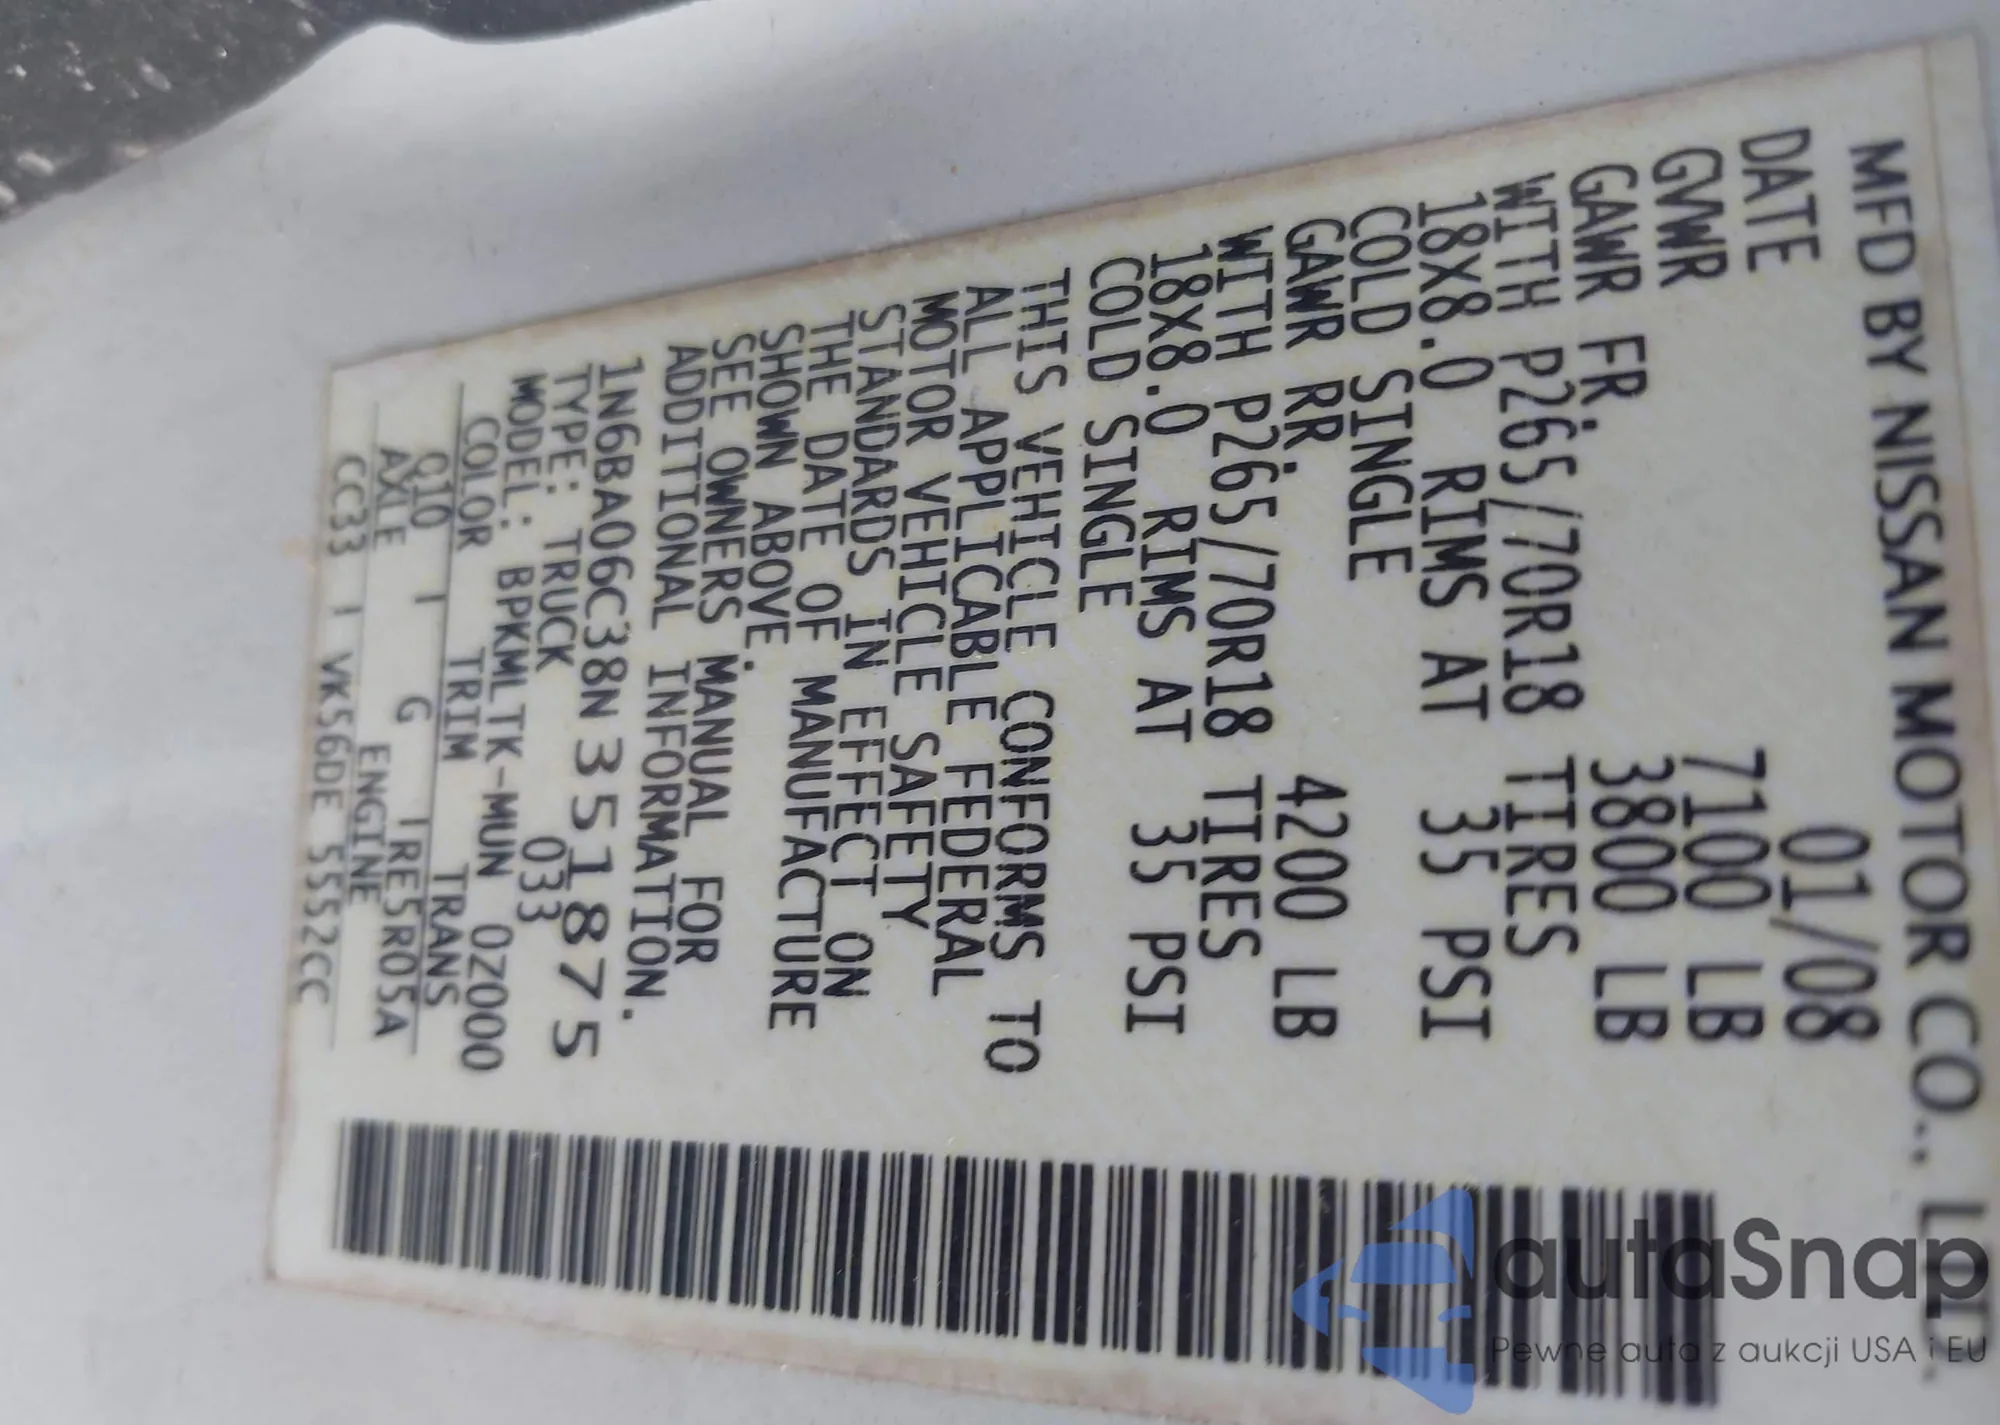 MFD BY NISSAN MOTOR CO., LTD.
DATE 01/08
GVWR 7100 LB
GAWR FR. 3800 LB
WITH P265/70R18 TIRES
18X8.0 RIMS AT 35 PSI
COLD SINGLE
GAWR RR. 4200 LB
WITH P265/70R18 TIRES
18X8.0 RIMS AT 35 PSI
COLD SINGLE
THIS VEHICLE CONFORMS TO
ALL APPLICABLE FEDERAL
MOTOR VEHICLE SAFETY
STANDARDS IN EFFECT ON
THE DATE OF MANUFACTURE
SHOWN ABOVE.
SEE OWNERS MANUAL FOR
ADDITIONAL INFORMATION.
1N6BA06C38N351875
TYPE: TRUCK 033
MODEL: BPKMLTK-MUN 0Z000
COLOR TRIM TRANS
Q10 I G IRE5R05A
AXLE ENGINE
CC33 I VK56DE 5552CC
autaSnap
Pewne auta z aukcji USA i EU